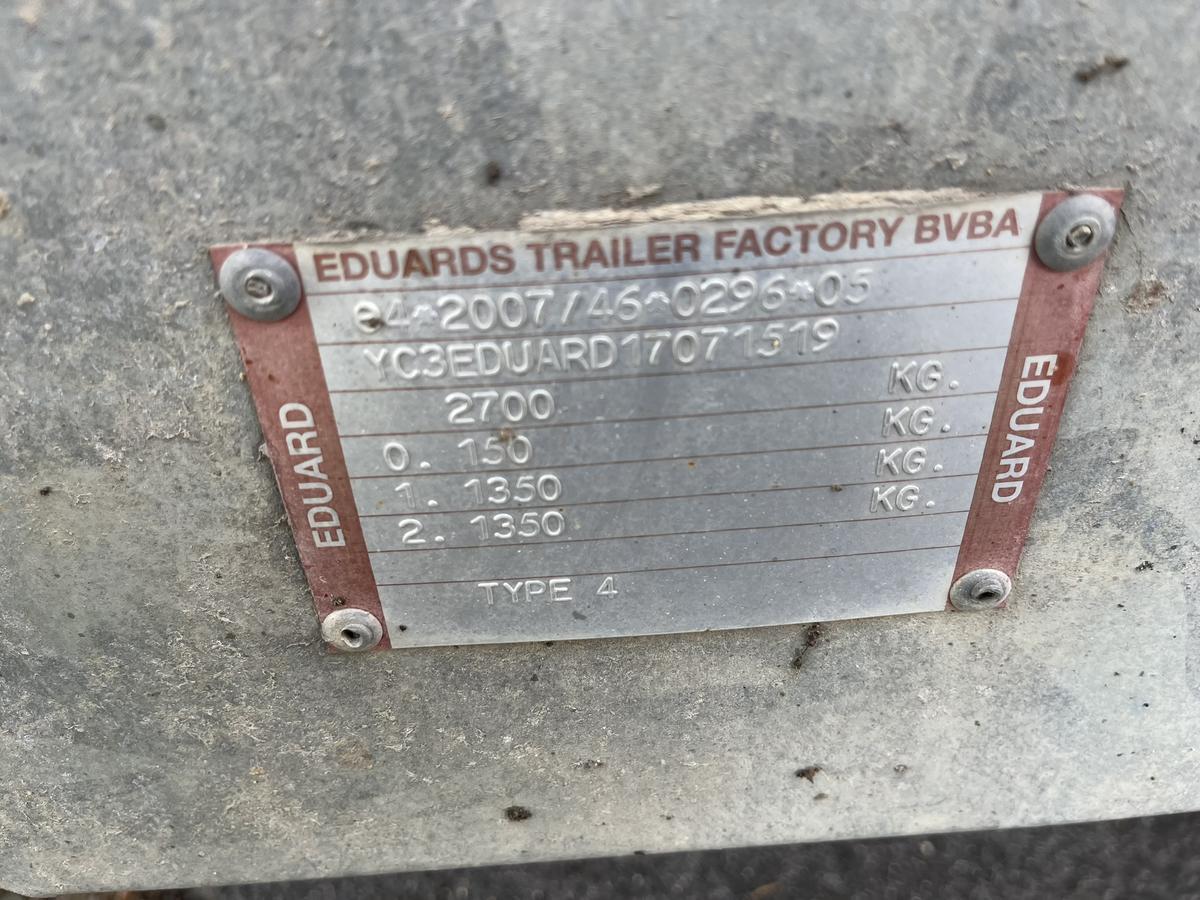 EDUARDS TRAILER FACTORY BVBA
e4*2007/46*0296*05
YC3EDUARD17071519
2700 KG.
0. 150 KG.
1. 1350 KG.
2. 1350 KG.
TYPE 4
EDUARD
EDUARD